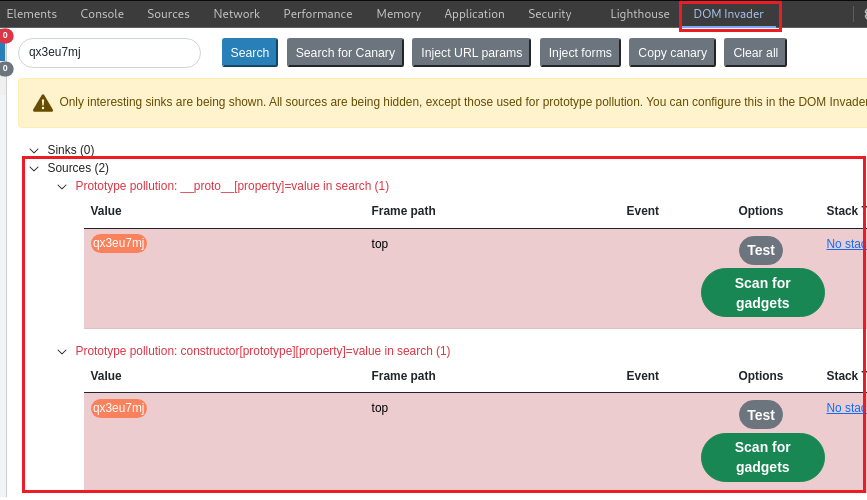 Elements Console Sources Network Performance Memory Application Security Lighthouse DOM Invader
0
qx3eu7mj Search Search for Canary Inject URL params Inject forms Copy canary Clear all
0
Only interesting sinks are being shown. All sources are being hidden, except those used for prototype pollution. You can configure this in the DOM Invader
Sinks (0)
Sources (2)
Prototype pollution: __proto__[property]=value in search (1)
Value Frame path Event Options Stack T
qx3eu7mj top Test No stac
Scan for
gadgets
Prototype pollution: constructor[prototype][property]=value in search (1)
Value Frame path Event Options Stack T
qx3eu7mj top Test No stac
Scan for
gadgets